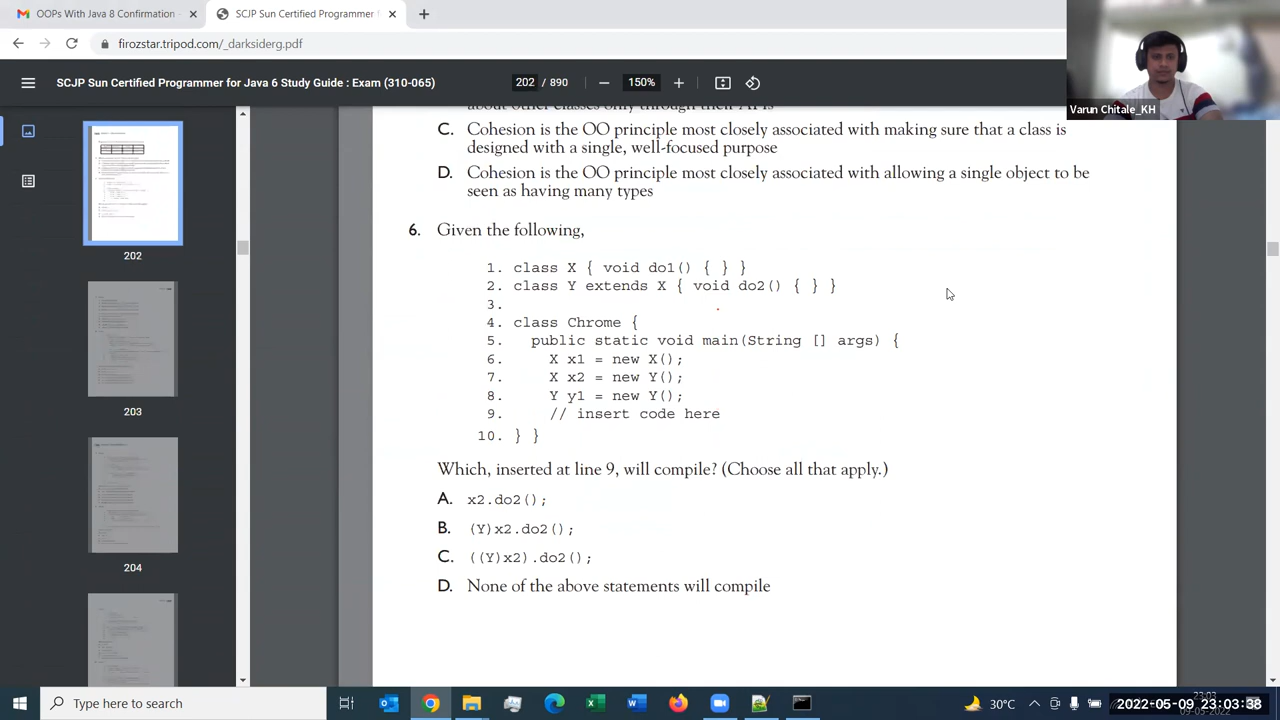 OOPs With Java 8 Confirmation
SCJP Sun Certified Programmer
firozstar.tripod.com/_darksiderg.pdf
SCJP Sun Certified Programmer for Java 6 Study Guide : Exam (310-065)
202 / 890
150%
Varun Chitale_KH
about other classes only through their APIs
C. Cohesion is the OO principle most closely associated with making sure that a class is
designed with a single, well-focused purpose
D. Cohesion is the OO principle most closely associated with allowing a single object to be
seen as having many types
6. Given the following,
1. class X { void do1() { } }
2. class Y extends X { void do2() { } }
3.
4. class Chrome {
5. public static void main(String [] args) {
6. X x1 = new X();
7. X x2 = new Y();
8. Y y1 = new Y();
9. // insert code here
10. } }
Which, inserted at line 9, will compile? (Choose all that apply.)
A. x2.do2();
B. (Y)x2.do2();
C. ((Y)x2).do2();
D. None of the above statements will compile
202
203
204
Type here to search
30°C
23:03
09-05-2022
2022-05-09 23:03:38